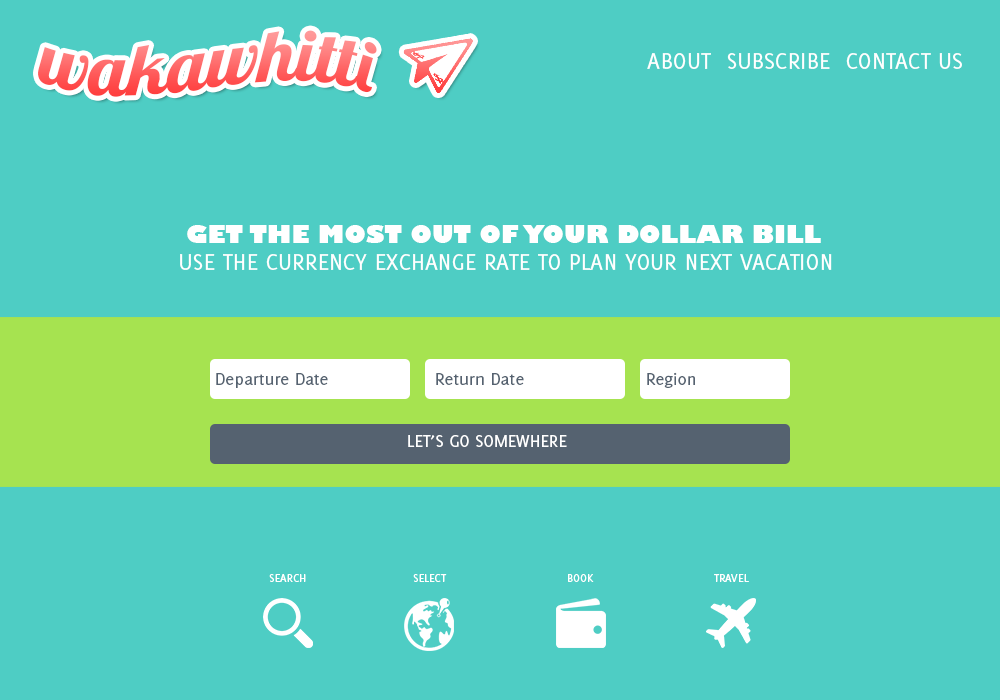 wakawhitti
ABOUT SUBSCRIBE CONTACT US
GET THE MOST OUT OF YOUR DOLLAR BILL
USE THE CURRENCY EXCHANGE RATE TO PLAN YOUR NEXT VACATION
Departure Date Return Date Region
LET'S GO SOMEWHERE
SEARCH SELECT BOOK TRAVEL